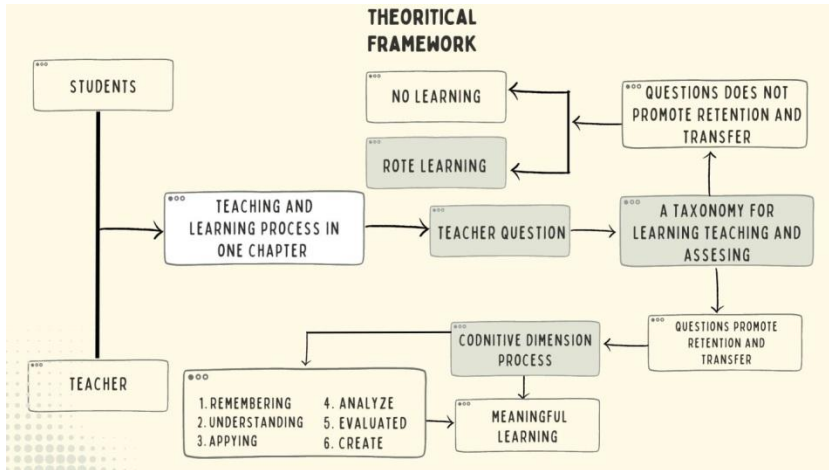 THEORITICAL
FRAMEWORK
STUDENTS
NO LEARNING
ROTE LEARNING
QUESTIONS DOES NOT
PROMOTE RETENTION AND
TRANSFER
TEACHING AND
LEARNING PROCESS IN
ONE CHAPTER
TEACHER QUESTION
A TAXONOMY FOR
LEARNING TEACHING AND
ASSESING
QUESTIONS PROMOTE
RETENTION AND
TRANSFER
COGNITIVE DIMENSION
PROCESS
TEACHER
1. REMEMBERING
2. UNDERSTANDING
3. APPYING
4. ANALYZE
5. EVALUATED
6. CREATE
MEANINGFUL
LEARNING